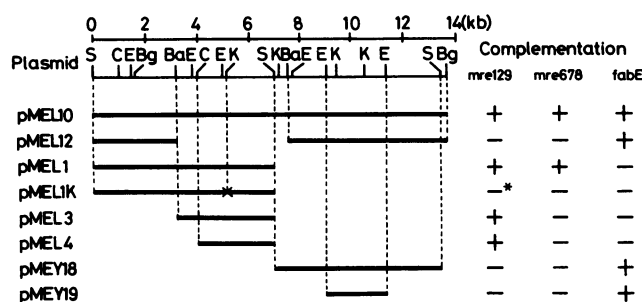 0 2 4 6 8 10 12 14(kb)
S C E Bg Ba E C E K S K Ba E E K K E S Bg
Plasmid Complementation
mre129 mre678 fabE
pMEL10 + + +
pMEL12 − − +
pMEL1 + + −
pMEL1K −* − −
pMEL3 + − −
pMEL4 + − −
pMEY18 − − +
pMEY19 − − +